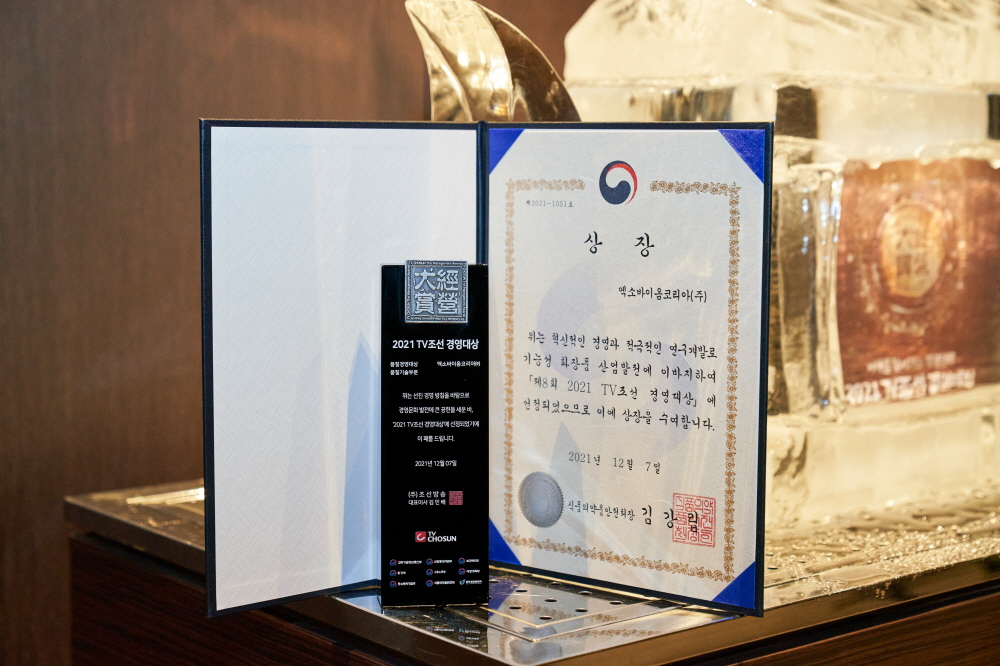 大經
賞營
2021 TV조선 경영대상
품질경영대상 엑소바이옴코리아㈜
품질기술부문
위는 선진 경영 방침을 바탕으로
경영문화 발전에 큰 공헌을 세운 바,
'2021 TV조선 경영대상'에 선정되었기에
이 패를 드립니다.
2021년 12월 07일
(주) 조 선 방 송
대표이사 김 민 배
TV
CHOSUN
제2021-1051호
상 장
엑소바이옴코리아(주)
위는 혁신적인 경영과 적극적인 연구개발로
기능성 화장품 산업발전에 이바지하여
「제8회 2021 TV조선 경영대상」에
선정되었으므로 이에 상장을 수여합니다.
2021년 12월 7일
식품의약품안전처장 김 강 립